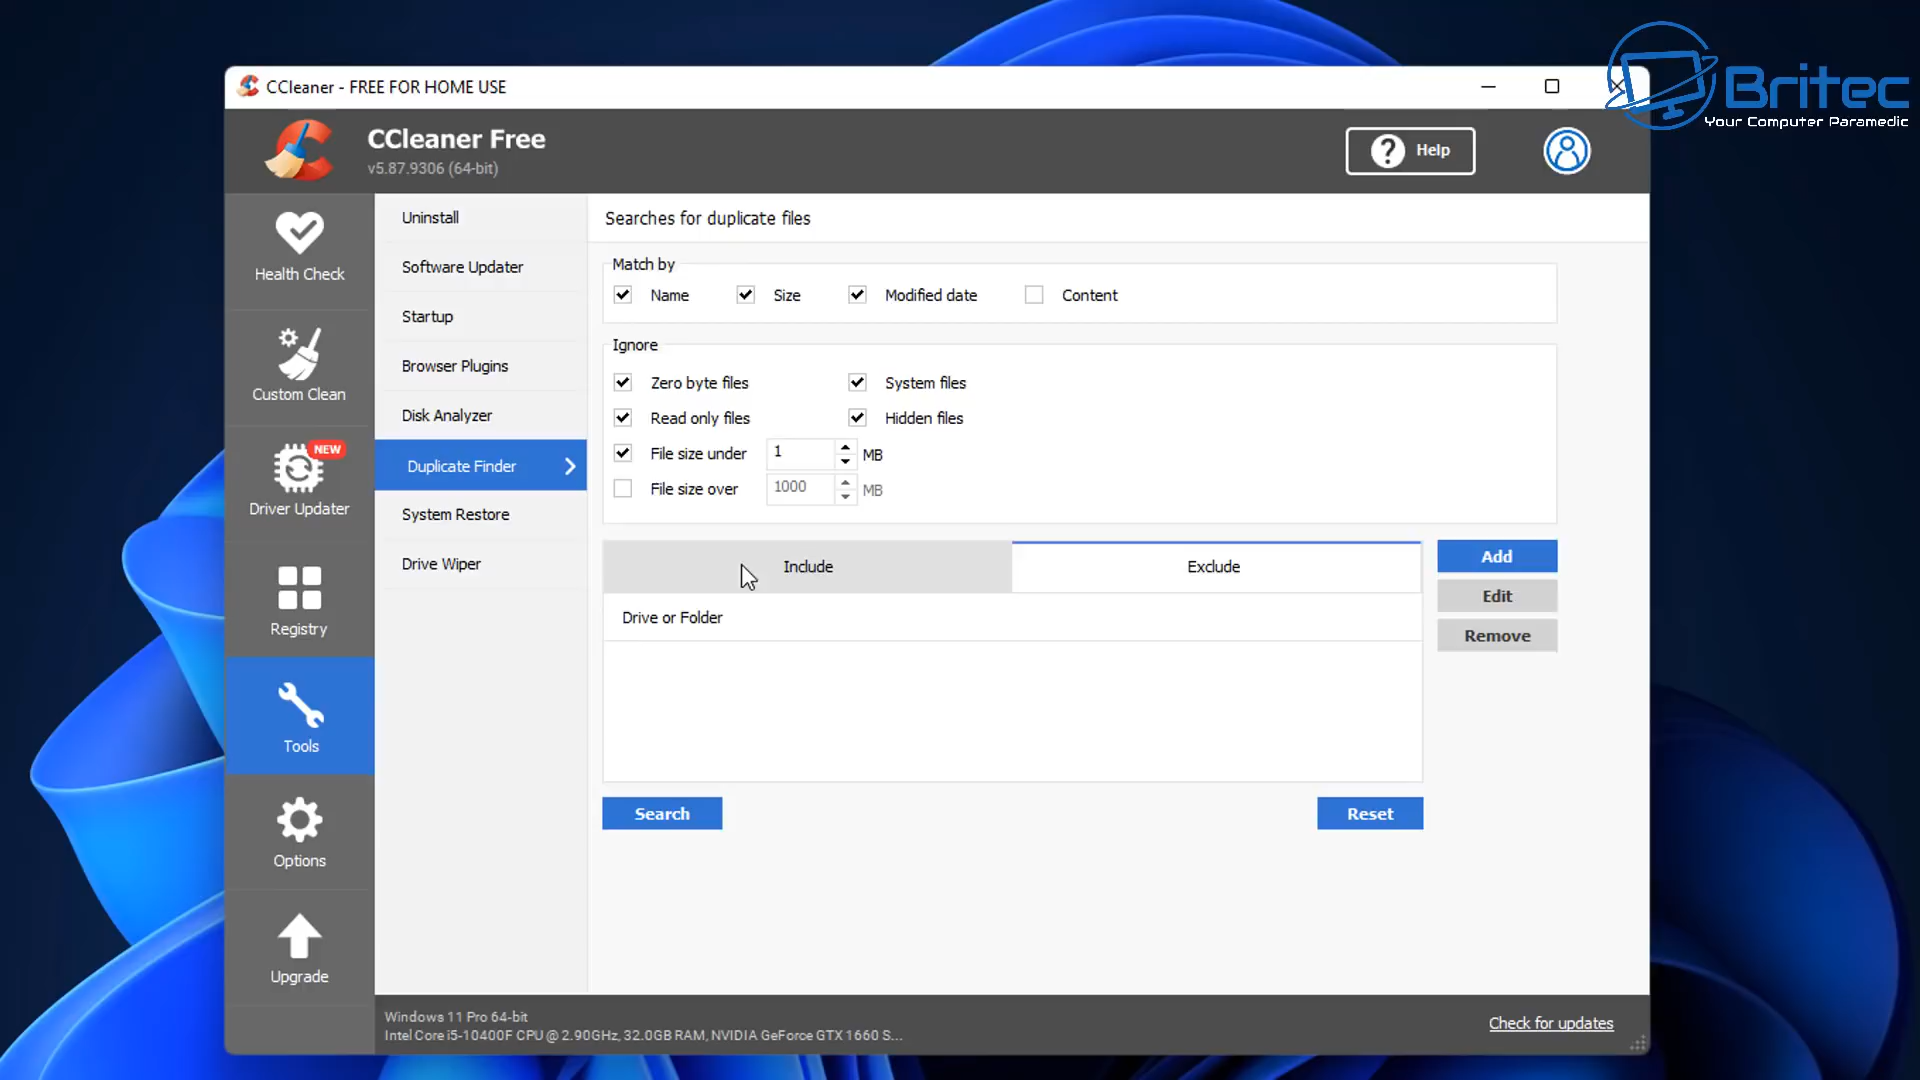 CCleaner - FREE FOR HOME USE
Britec
Your Computer Paramedic
CCleaner Free
v5.87.9306 (64-bit)
? Help
Health Check
Custom Clean
NEW
Driver Updater
Registry
Tools
Options
Upgrade
Uninstall
Software Updater
Startup
Browser Plugins
Disk Analyzer
Duplicate Finder
System Restore
Drive Wiper
Searches for duplicate files
Match by
Name Size Modified date Content
Ignore
Zero byte files System files
Read only files Hidden files
File size under 1 MB
File size over 1000 MB
Include Exclude
Drive or Folder
Add
Edit
Remove
Search Reset
Windows 11 Pro 64-bit
Intel Core i5-10400F CPU @ 2.90GHz, 32.0GB RAM, NVIDIA GeForce GTX 1660 S...
Check for updates